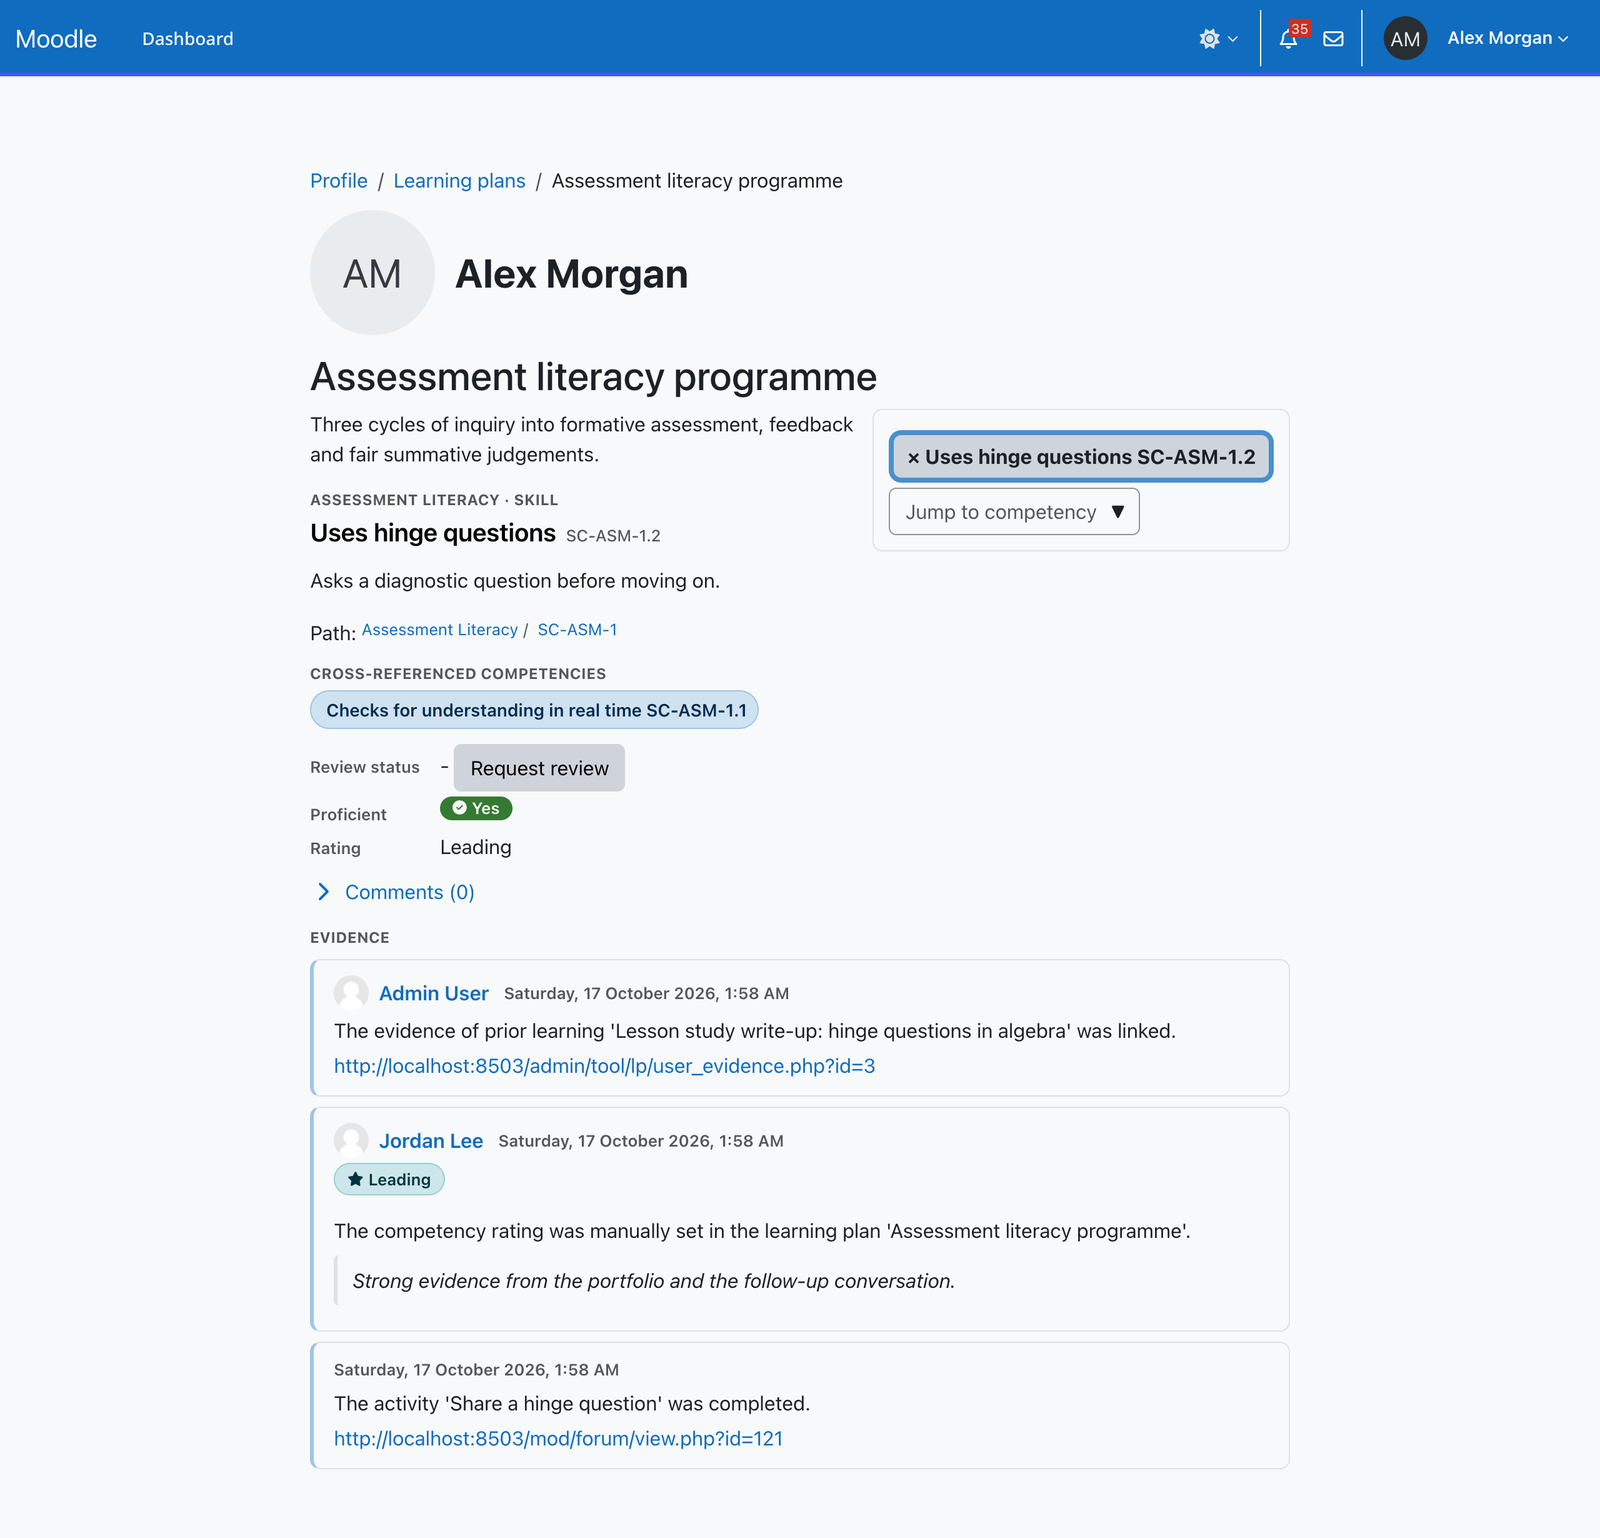 Moodle
Dashboard
35
AM
Alex Morgan
Profile / Learning plans / Assessment literacy programme
AM
Alex Morgan
Assessment literacy programme
Three cycles of inquiry into formative assessment, feedback
and fair summative judgements.
× Uses hinge questions SC-ASM-1.2
Jump to competency ▼
ASSESSMENT LITERACY · SKILL
Uses hinge questions SC-ASM-1.2
Asks a diagnostic question before moving on.
Path: Assessment Literacy / SC-ASM-1
CROSS-REFERENCED COMPETENCIES
Checks for understanding in real time SC-ASM-1.1
Review status - Request review
Proficient Yes
Rating Leading
Comments (0)
EVIDENCE
Admin User Saturday, 17 October 2026, 1:58 AM
The evidence of prior learning 'Lesson study write-up: hinge questions in algebra' was linked.
http://localhost:8503/admin/tool/lp/user_evidence.php?id=3
Jordan Lee Saturday, 17 October 2026, 1:58 AM
Leading
The competency rating was manually set in the learning plan 'Assessment literacy programme'.
Strong evidence from the portfolio and the follow-up conversation.
Saturday, 17 October 2026, 1:58 AM
The activity 'Share a hinge question' was completed.
http://localhost:8503/mod/forum/view.php?id=121